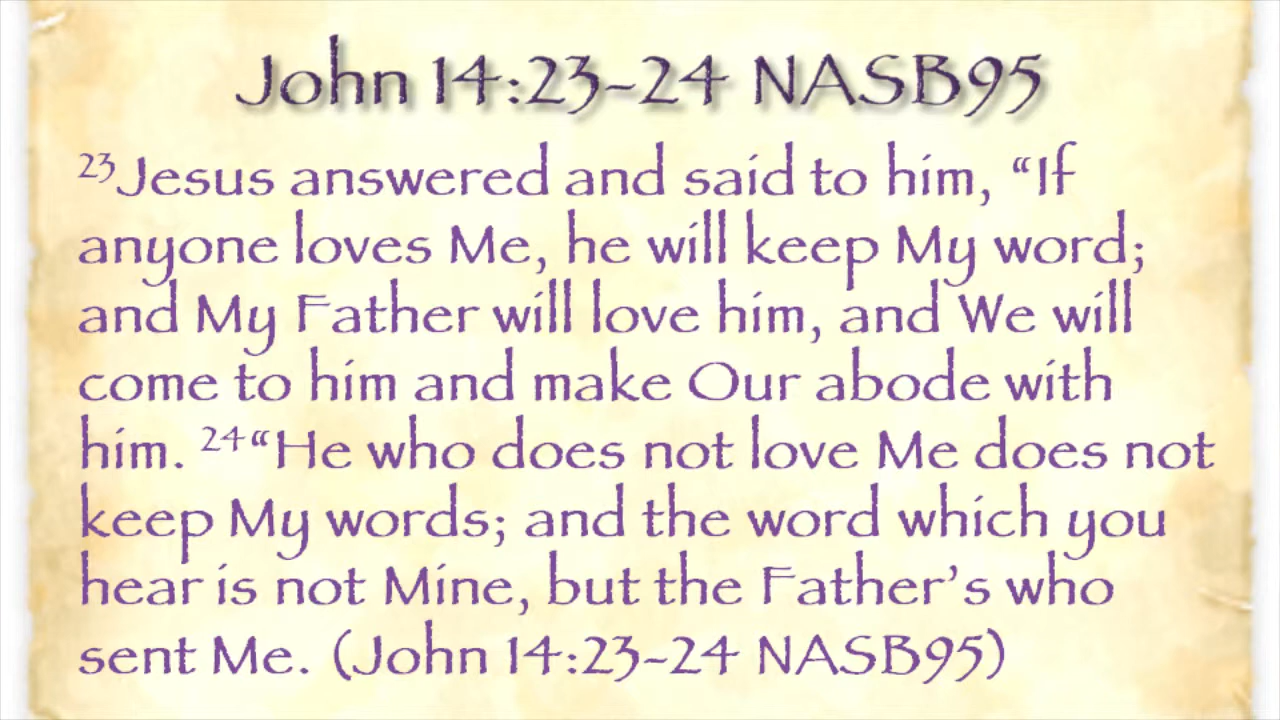 John 14:23-24 NASB95
23Jesus answered and said to him, “If
anyone loves Me, he will keep My word;
and My Father will love him, and We will
come to him and make Our abode with
him. 24“He who does not love Me does not
keep My words; and the word which you
hear is not Mine, but the Father’s who
sent Me. (John 14:23-24 NASB95)